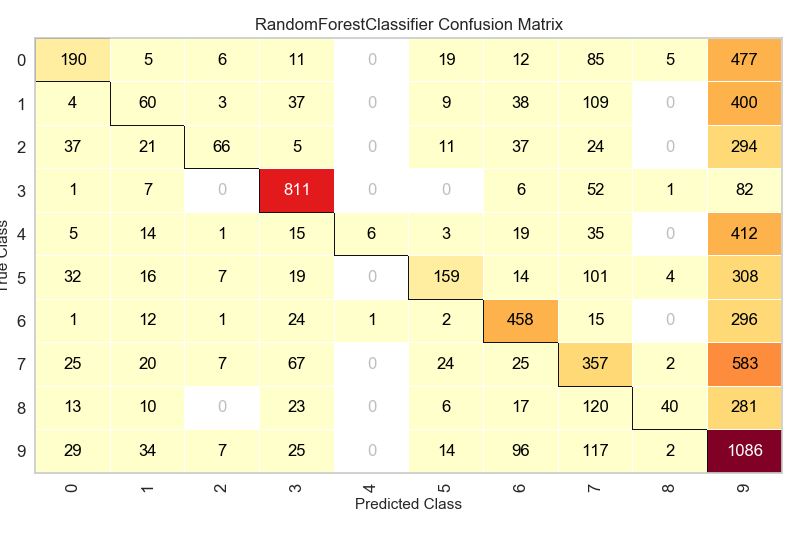 RandomForestClassifier Confusion Matrix
0 190 5 6 11 0 19 12 85 5 477
1 4 60 3 37 0 9 38 109 0 400
2 37 21 66 5 0 11 37 24 0 294
3 1 7 0 811 0 0 6 52 1 82
4 5 14 1 15 6 3 19 35 0 412
5 32 16 7 19 0 159 14 101 4 308
6 1 12 1 24 1 2 458 15 0 296
7 25 20 7 67 0 24 25 357 2 583
8 13 10 0 23 0 6 17 120 40 281
9 29 34 7 25 0 14 96 117 2 1086
True Class
0 1 2 3 4 5 6 7 8 9
Predicted Class